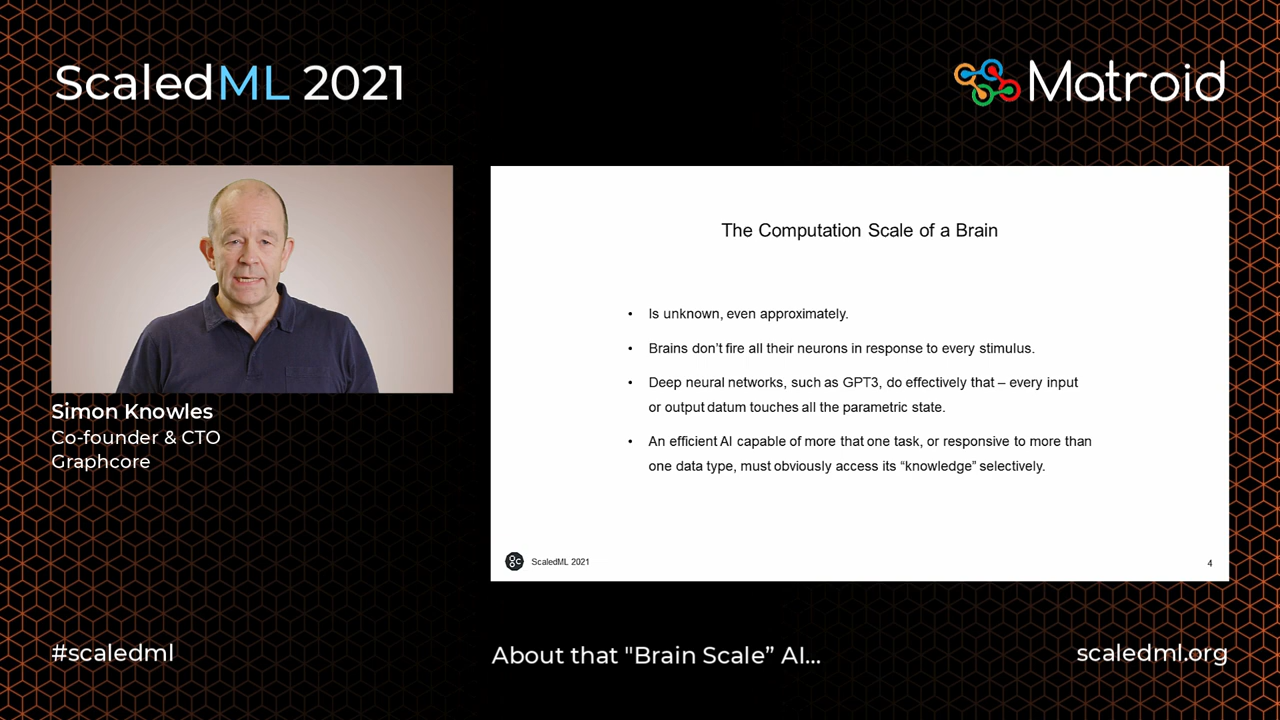 ScaledML 2021
Matroid
Simon Knowles
Co-founder & CTO
Graphcore
The Computation Scale of a Brain
• Is unknown, even approximately.
• Brains don’t fire all their neurons in response to every stimulus.
• Deep neural networks, such as GPT3, do effectively that – every input
or output datum touches all the parametric state.
• An efficient AI capable of more that one task, or responsive to more than
one data type, must obviously access its “knowledge” selectively.
ScaledML 2021
4
#scaledml
About that "Brain Scale” AI...
scaledml.org